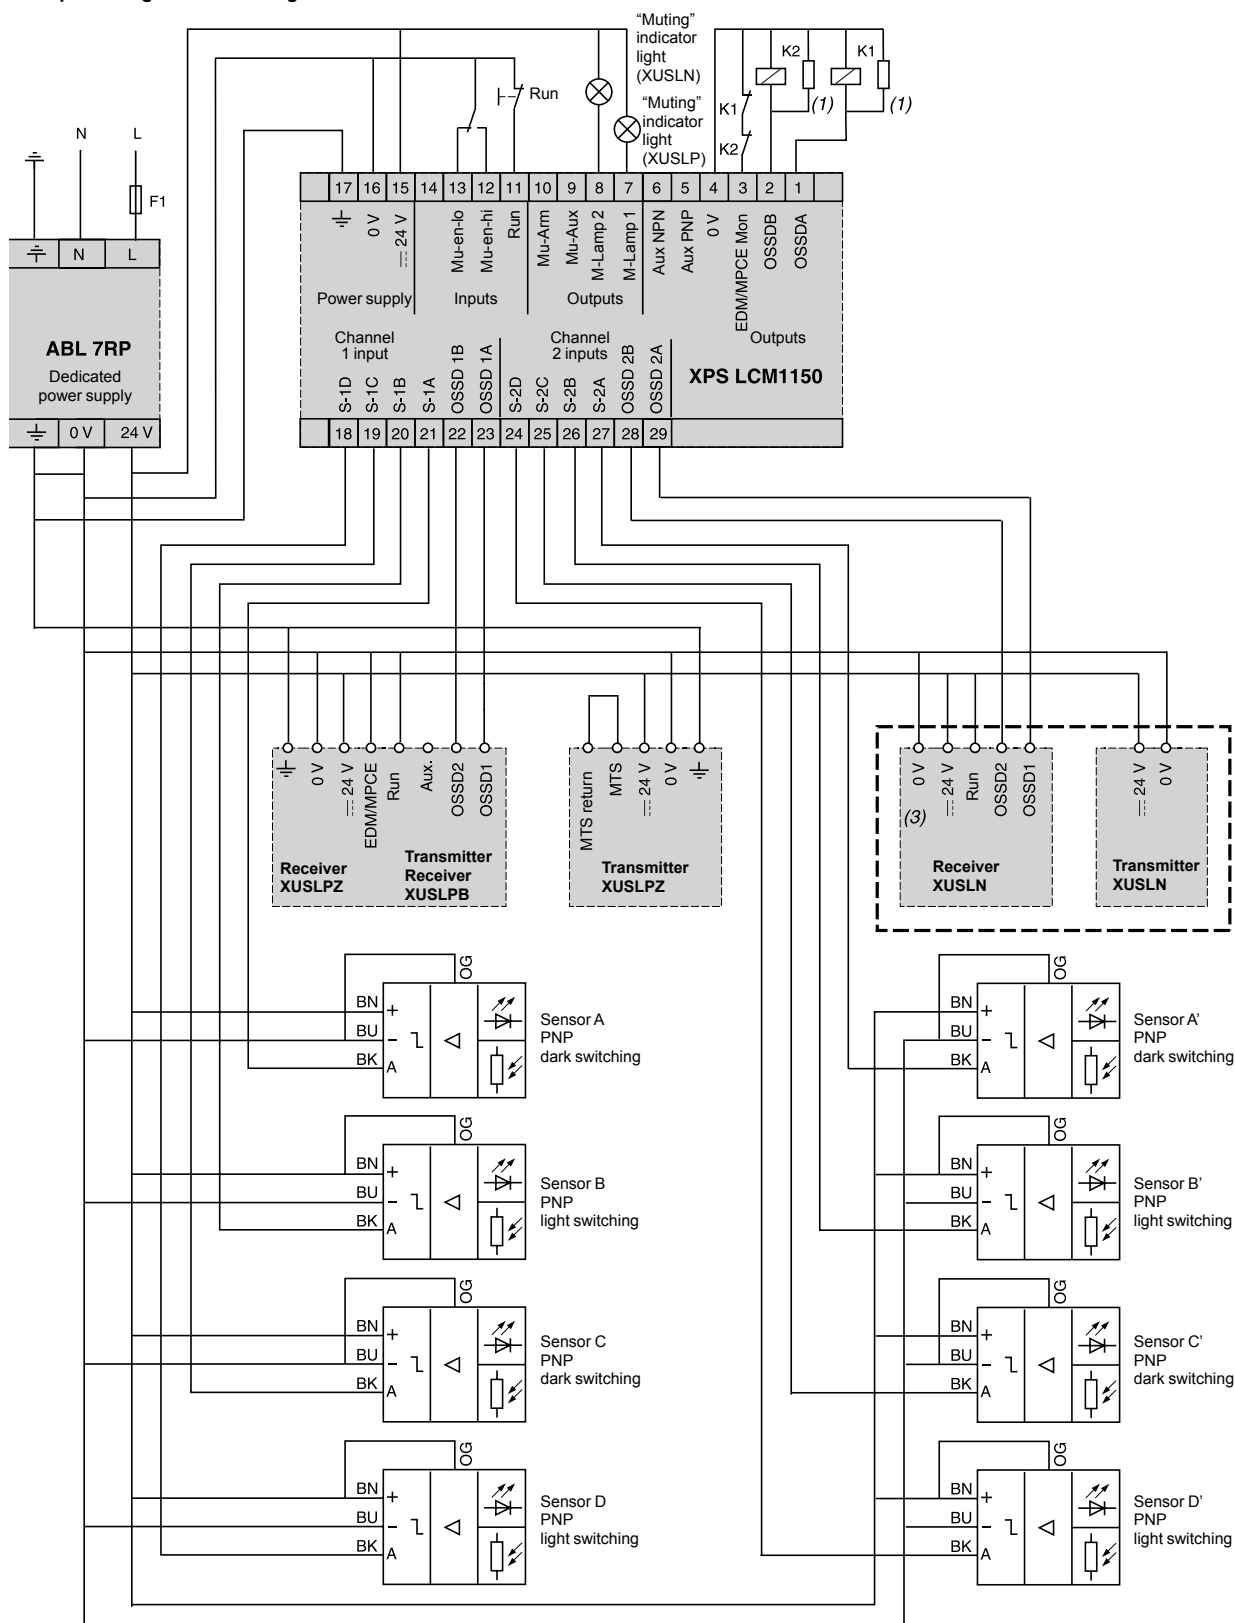 “Muting”
indicator
light
(XUSLN)
“Muting”
indicator
light
(XUSLP)
Run
K2
K1
(1)
(1)
K1
K2
N
L
F1
N
L
ABL 7RP
Dedicated
power supply
0 V
24 V
17
16
15
14
13
12
11
10
9
8
7
6
5
4
3
2
1
0 V
24 V
Mu-en-lo
Mu-en-hi
Run
Mu-Arm
Mu-Aux
M-Lamp 2
M-Lamp 1
Aux NPN
Aux PNP
0 V
EDM/MPCE Mon
OSSDB
OSSDA
Power supply
Inputs
Outputs
Outputs
Channel
1 input
Channel
2 inputs
XPS LCM1150
S-1D
S-1C
S-1B
S-1A
OSSD 1B
OSSD 1A
S-2D
S-2C
S-2B
S-2A
OSSD 2B
OSSD 2A
18
19
20
21
22
23
24
25
26
27
28
29
0 V
24 V
EDM/MPCE
Run
Aux.
OSSD2
OSSD1
Receiver
XUSLPZ
Transmitter
Receiver
XUSLPB
MTS return
MTS
24 V
0 V
Transmitter
XUSLPZ
0 V
24 V
Run
OSSD2
OSSD1
(3)
Receiver
XUSLN
24 V
0 V
Transmitter
XUSLN
OG
BN
+
BU
-
BK
A
Sensor A
PNP
dark switching
OG
BN
+
BU
-
BK
A
Sensor A’
PNP
dark switching
OG
BN
+
BU
-
BK
A
Sensor B
PNP
light switching
OG
BN
+
BU
-
BK
A
Sensor B’
PNP
light switching
OG
BN
+
BU
-
BK
A
Sensor C
PNP
dark switching
OG
BN
+
BU
-
BK
A
Sensor C’
PNP
dark switching
OG
BN
+
BU
-
BK
A
Sensor D
PNP
light switching
OG
BN
+
BU
-
BK
A
Sensor D’
PNP
light switching